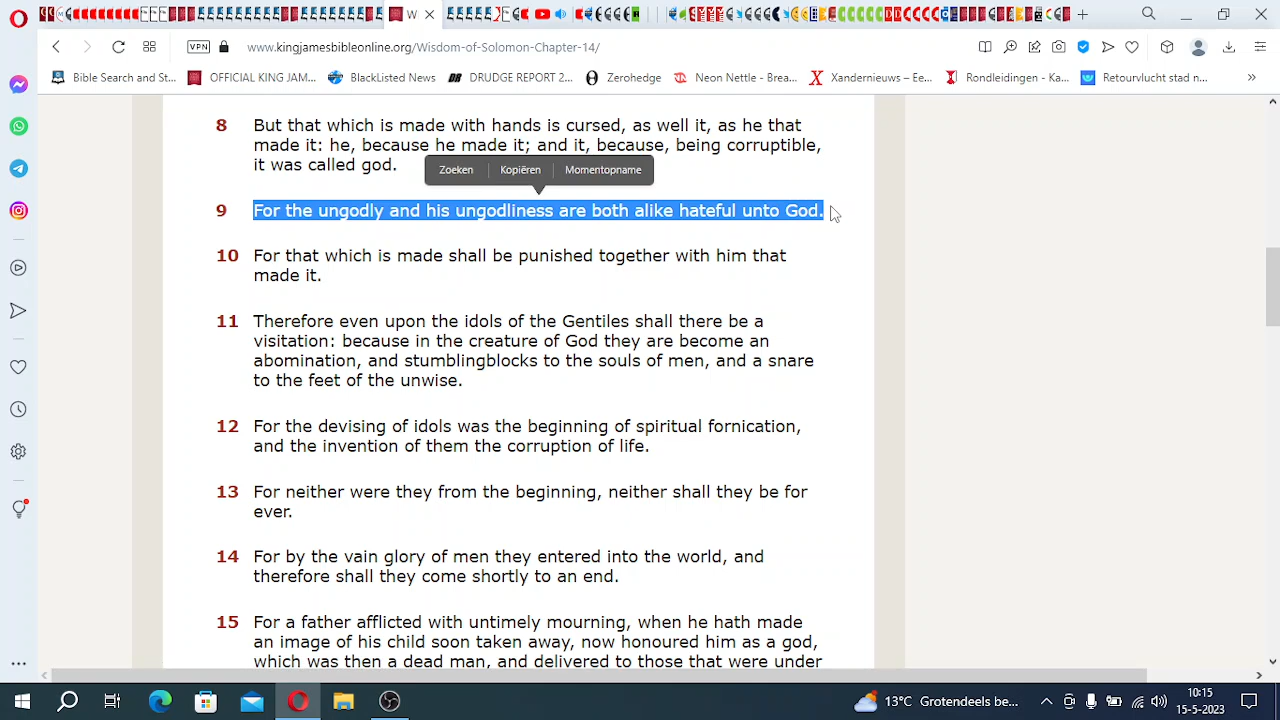 W
VPN
www.kingjamesbibleonline.org/Wisdom-of-Solomon-Chapter-14/
Bible Search and St...
OFFICIAL KING JAM...
BlackListed News
DRUDGE REPORT 2...
Zerohedge
Neon Nettle - Brea...
Xandernieuws – Ee...
Rondleidingen - Ka...
Retourvlucht stad n...
8 But that which is made with hands is cursed, as well it, as he that
made it: he, because he made it; and it, because, being corruptible,
it was called god.
Zoeken Kopiëren Momentopname
9 For the ungodly and his ungodliness are both alike hateful unto God.
10 For that which is made shall be punished together with him that
made it.
11 Therefore even upon the idols of the Gentiles shall there be a
visitation: because in the creature of God they are become an
abomination, and stumblingblocks to the souls of men, and a snare
to the feet of the unwise.
12 For the devising of idols was the beginning of spiritual fornication,
and the invention of them the corruption of life.
13 For neither were they from the beginning, neither shall they be for
ever.
14 For by the vain glory of men they entered into the world, and
therefore shall they come shortly to an end.
15 For a father afflicted with untimely mourning, when he hath made
an image of his child soon taken away, now honoured him as a god,
which was then a dead man, and delivered to those that were under
13°C Grotendeels be...
10:15
15-5-2023